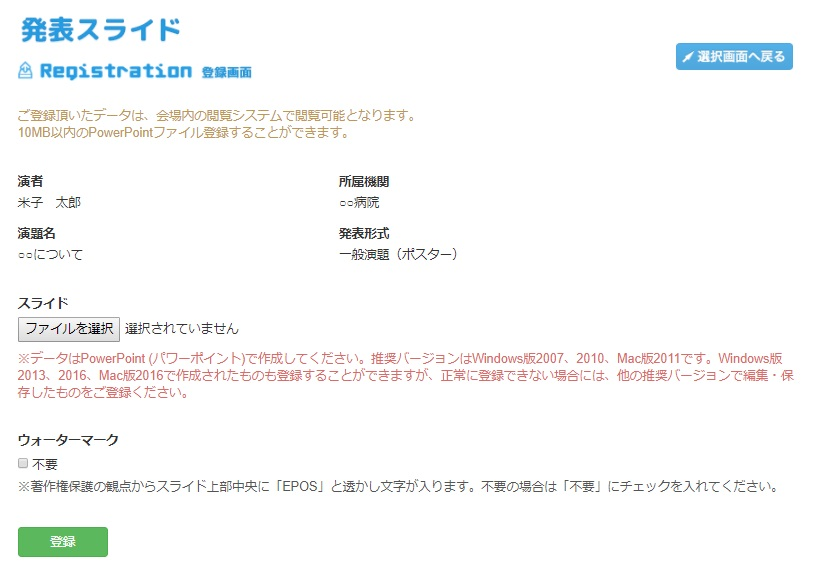 発表スライド
Registration 登録画面
選択画面へ戻る
ご登録頂いたデータは、会場内の閲覧システムで閲覧可能となります。
10MB以内のPowerPointファイル登録することができます。
演者
所属機関
米子　太郎
○○病院
演題名
発表形式
○○について
一般演題（ポスター）
スライド
ファイルを選択 選択されていません
※データはPowerPoint (パワーポイント)で作成してください。推奨バージョンはWindows版2007、2010、Mac版2011です。Windows版
2013、2016、Mac版2016で作成されたものも登録することができますが、正常に登録できない場合には、他の推奨バージョンで編集・保
存したものをご登録ください。
ウォーターマーク
不要
※著作権保護の観点からスライド上部中央に「EPOS」と透かし文字が入ります。不要の場合は「不要」にチェックを入れてください。
登録